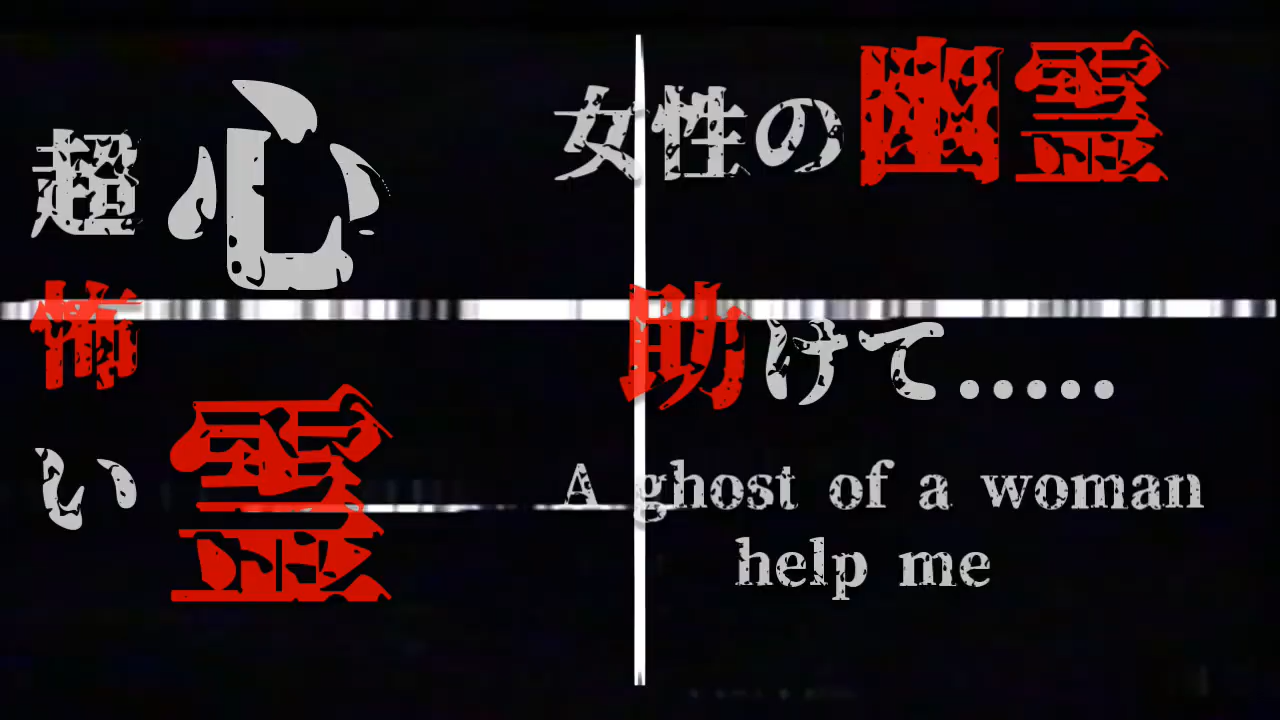 超怖い
心霊
女性の幽霊
助けて.....
A ghost of a woman
help me